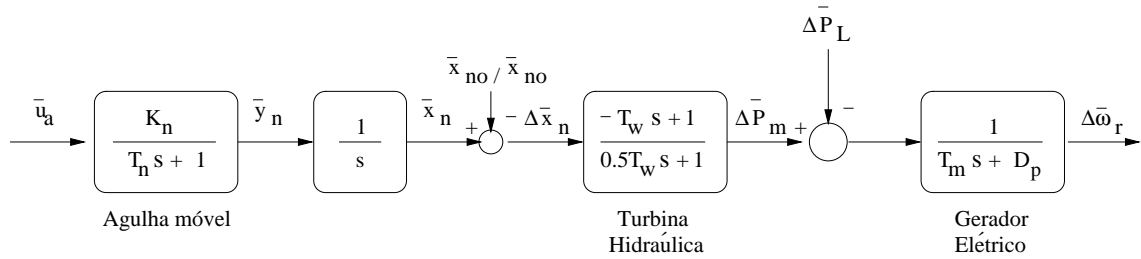 ΔP̄_L
x̄_no / x̄_no
ū_a
K_n
T_n s + 1
ȳ_n
1
s
x̄_n
+
−
Δx̄_n
− T_w s + 1
0.5T_w s + 1
ΔP̄_m
+
−
1
T_m s + D_p
Δω̄_r
Agulha móvel
Turbina
Hidraúlica
Gerador
Elétrico